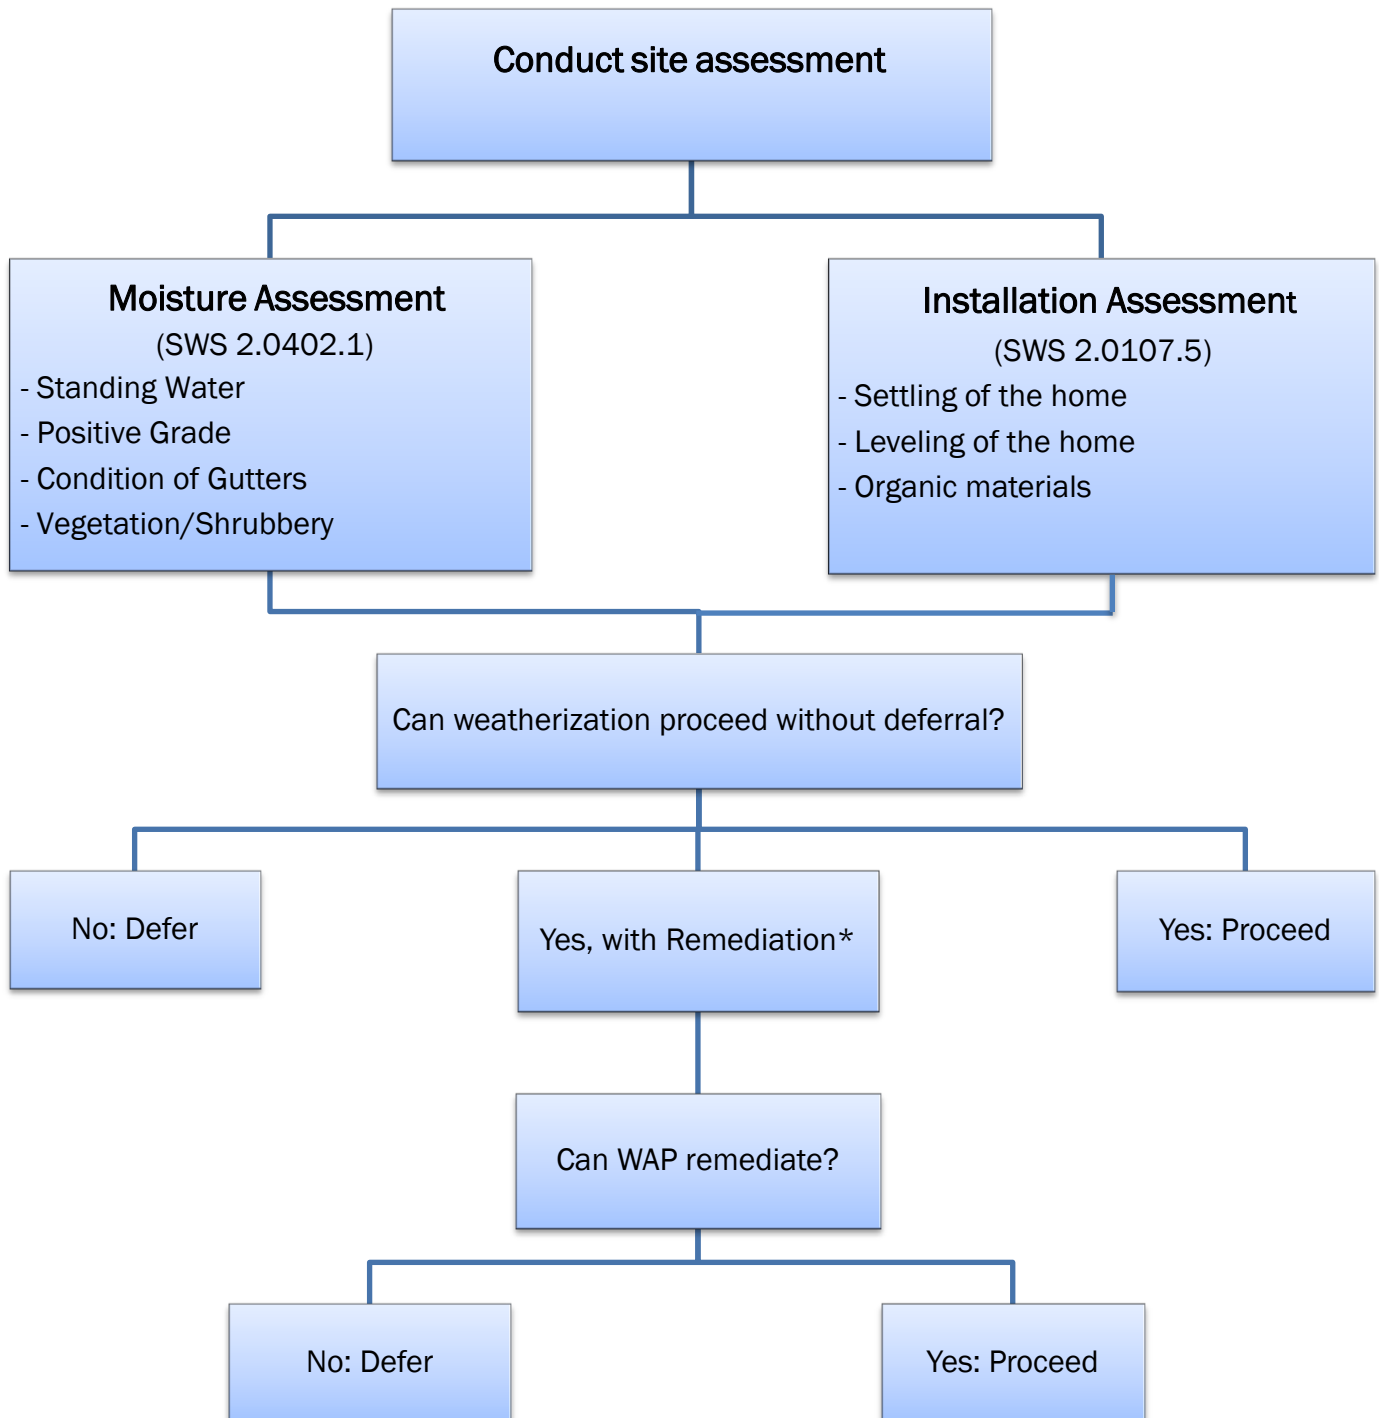 Conduct site assessment
Moisture Assessment
(SWS 2.0402.1)
- Standing Water
- Positive Grade
- Condition of Gutters
- Vegetation/Shrubbery
Installation Assessment
(SWS 2.0107.5)
- Settling of the home
- Leveling of the home
- Organic materials
Can weatherization proceed without deferral?
No: Defer
Yes, with Remediation*
Yes: Proceed
Can WAP remediate?
No: Defer
Yes: Proceed